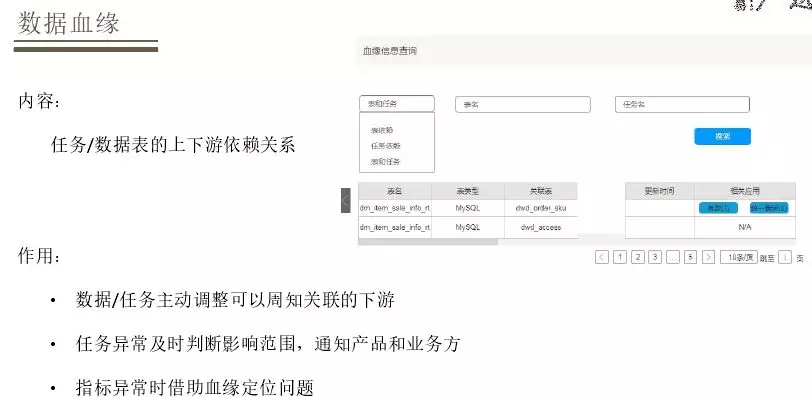 数据血缘
内容：
任务/数据表的上下游依赖关系
作用：
• 数据/任务主动调整可以周知关联的下游
• 任务异常及时判断影响范围，通知产品和业务方
• 指标异常时借助血缘定位问题
血缘信息查询
表和任务 表名 任务名
表依赖
任务依赖
表和任务
搜索
表名 表类型 关联表 更新时间 相关应用
dm_item_sale_info_rt MySQL dwd_order_sku
dm_item_sale_info_rt MySQL dwd_access N/A
1 2 3 ... 5 10条/页 跳至 1 页